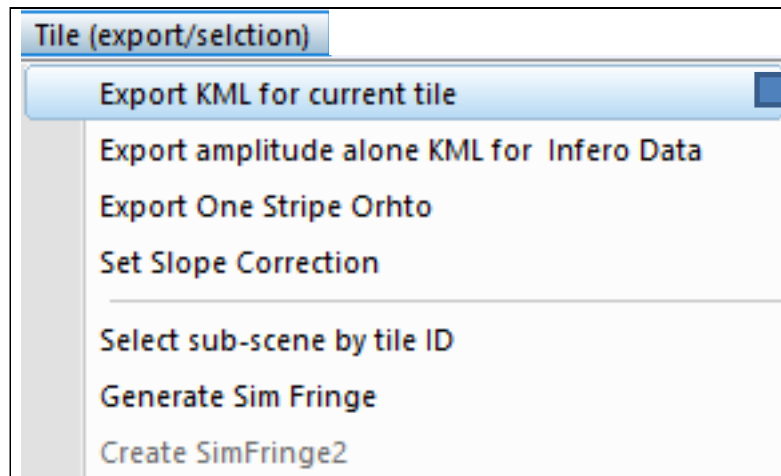 Tile (export/selction)
Export KML for current tile
Export amplitude alone KML for  Infero Data
Export One Stripe Orhto
Set Slope Correction
Select sub-scene by tile ID
Generate Sim Fringe
Create SimFringe2